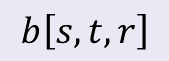 b[s, t, r]